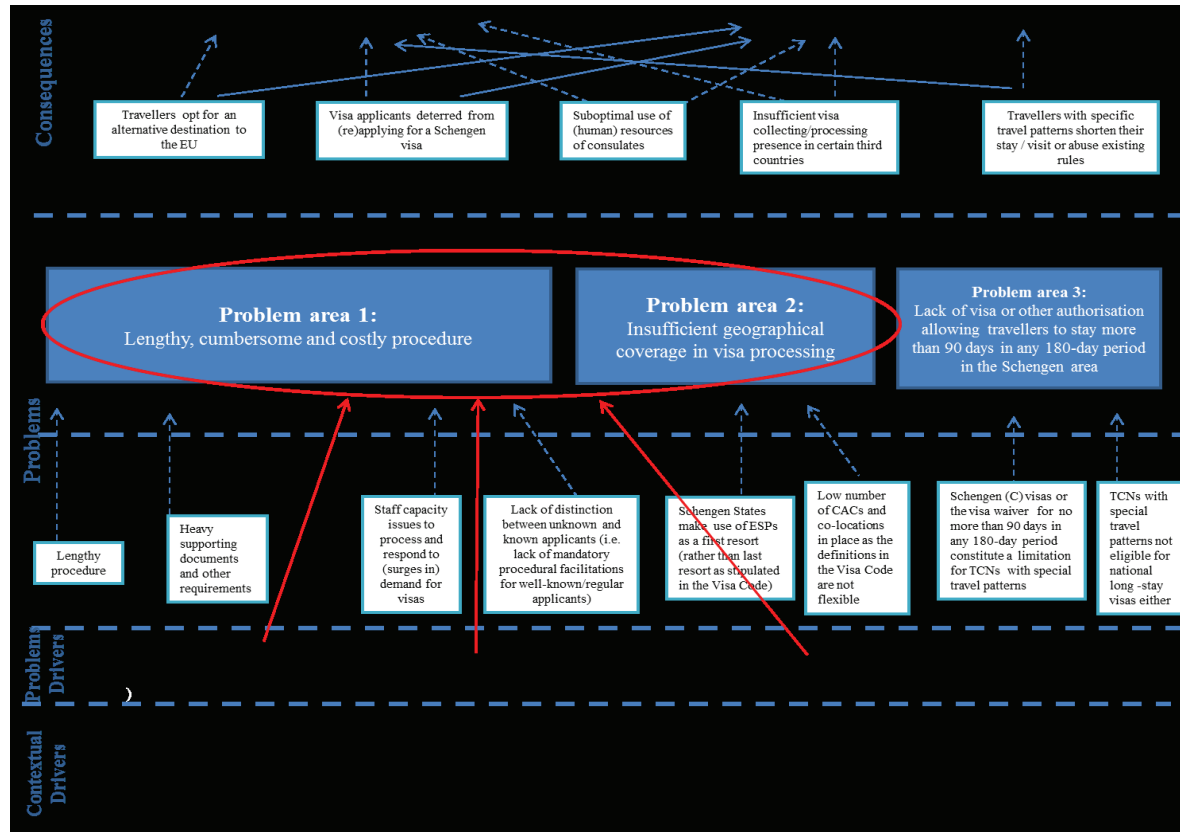 Consequences
Travellers opt for an
alternative destination to
the EU
Visa applicants deterred from
(re)applying for a Schengen
visa
Suboptimal use of
(human) resources
of consulates
Insufficient visa
collecting/processing
presence in certain third
countries
Travellers with specific
travel patterns shorten their
stay / visit or abuse existing
rules
Problems
Problem area 1:
Lengthy, cumbersome and costly procedure
Problem area 2:
Insufficient geographical
coverage in visa processing
Problem area 3:
Lack of visa or other authorisation
allowing travellers to stay more
than 90 days in any 180-day period
in the Schengen area
Problems
Drivers
Lengthy
procedure
Heavy
supporting
documents
and other
requirements
Staff capacity
issues to
process and
respond to
(surges in)
demand for
visas
Lack of distinction
between unknown and
known applicants (i.e.
lack of mandatory
procedural facilitations
for well-known/regular
applicants)
Schengen States
make use of ESPs
as a first resort
(rather than last
resort as stipulated
in the Visa Code)
Low number
of CACs and
co-locations
in place as the
definitions in
the Visa Code
are not
flexible
Schengen (C) visas or
the visa waiver for no
more than 90 days in
any 180-day period
constitute a limitation
for TCNs with special
travel patterns
TCNs with
special
travel
patterns not
eligible for
national
long -stay
visas either
)
Contextual
Drivers